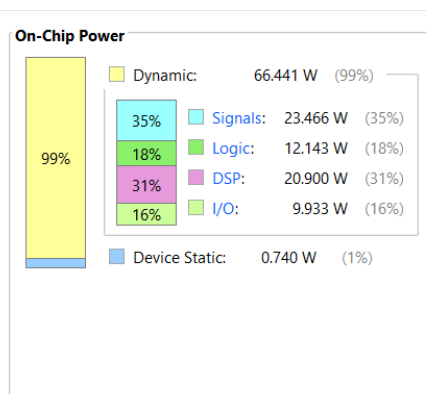 On-Chip Power
Dynamic: 66.441 W (99%)
35% Signals: 23.466 W (35%)
18% Logic: 12.143 W (18%)
99%
31% DSP: 20.900 W (31%)
16% I/O: 9.933 W (16%)
Device Static: 0.740 W (1%)